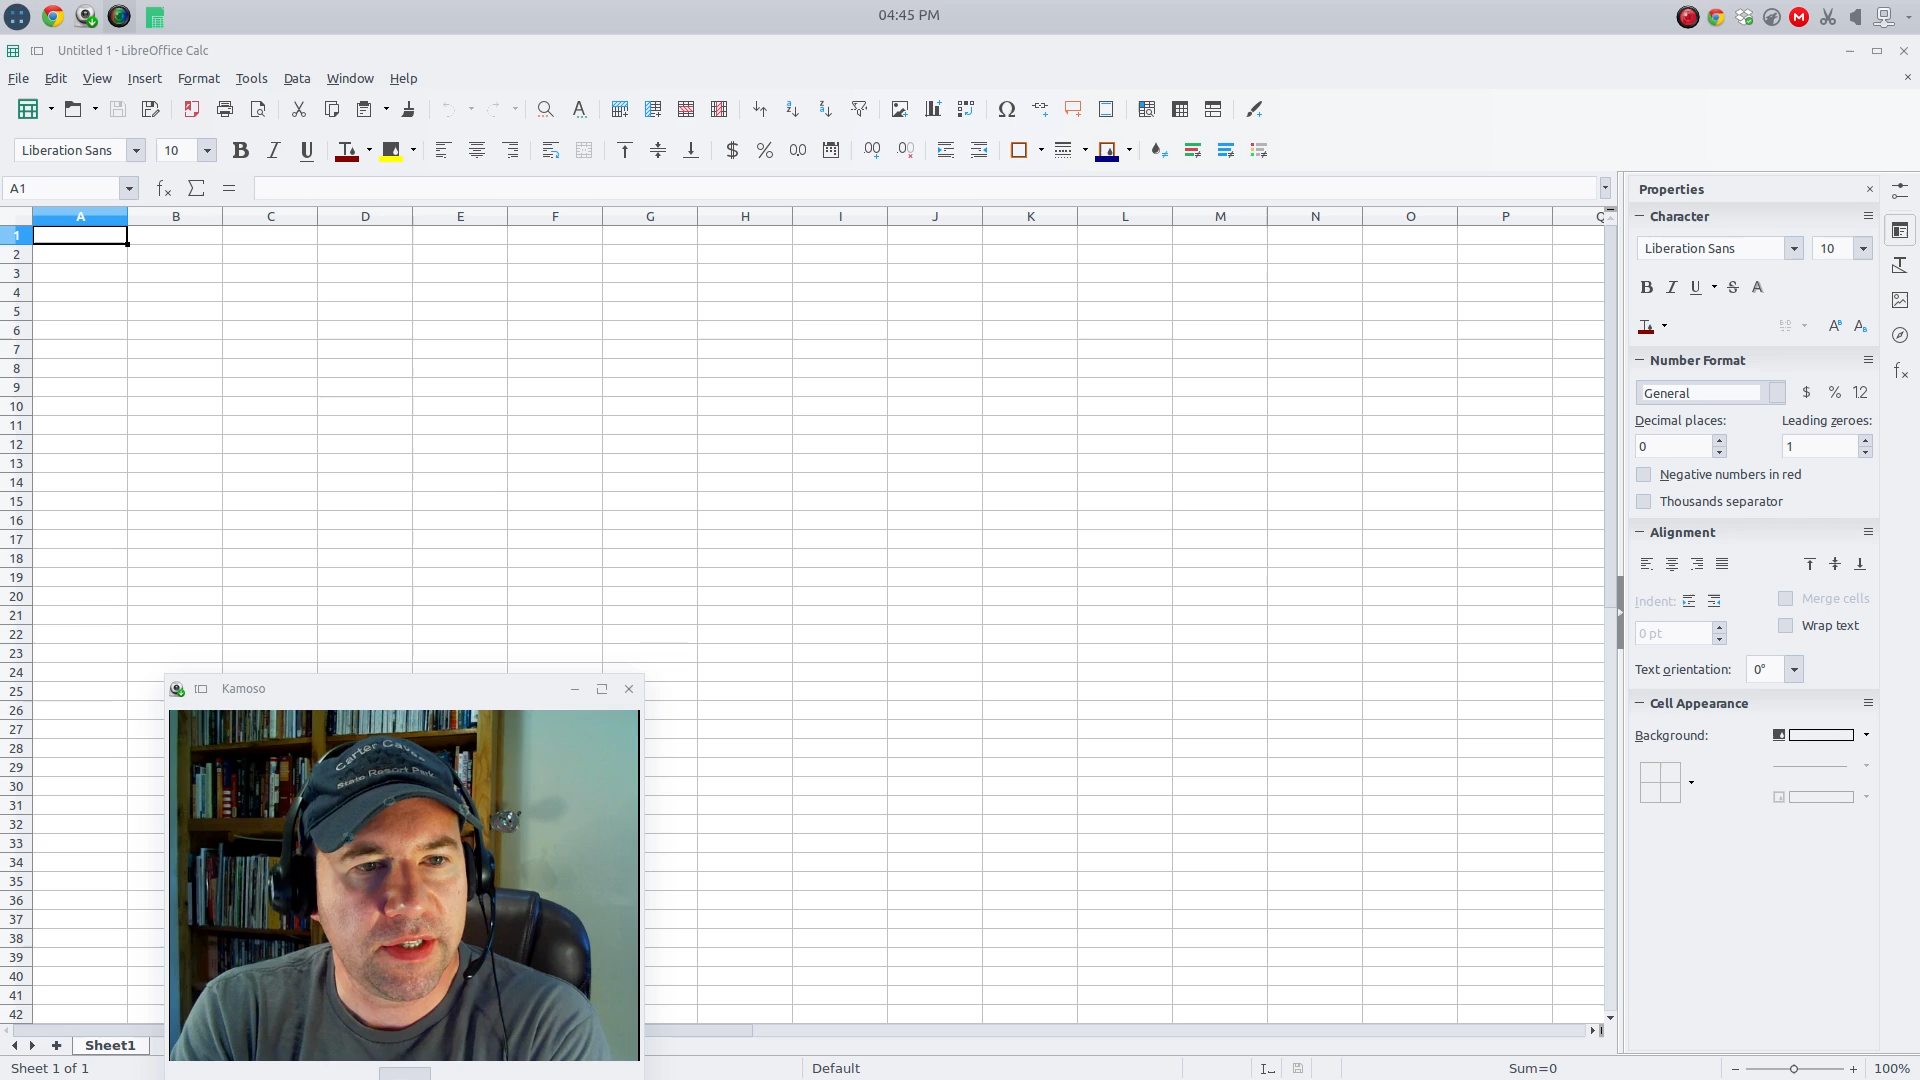 04:45 PM
Untitled 1 - LibreOffice Calc
File Edit View Insert Format Tools Data Window Help
Liberation Sans 10
A1
Properties
A B C D E F G H I J K L M N O P Q
1
2
3
4
5
6
7
8
9
10
11
12
13
14
15
16
17
18
19
20
21
22
23
24
25
26
27
28
29
30
31
32
33
34
35
36
37
38
39
40
41
42
Character
Liberation Sans 10
Number Format
General
Decimal places: Leading zeroes:
0 1
Negative numbers in red
Thousands separator
Alignment
Indent: Merge cells
0 pt Wrap text
Text orientation: 0°
Cell Appearance
Background:
Kamoso
Carter Cave
State Resort Park
Sheet1
Sheet 1 of 1 Default Sum=0 100%